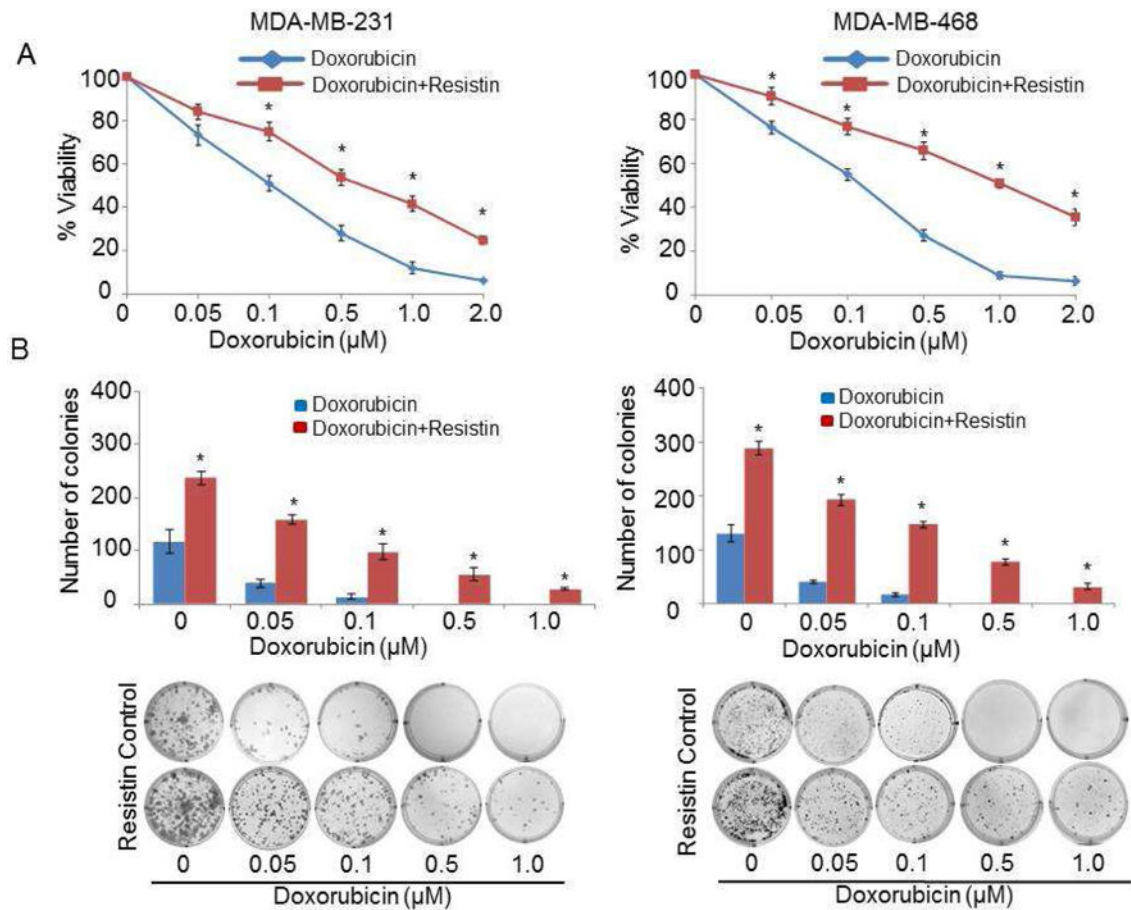 MDA-MB-231
MDA-MB-468
A
Doxorubicin
Doxorubicin+Resistin
% Viability
100
80
60
40
20
0
*
*
*
*
0 0.05 0.1 0.5 1.0 2.0
Doxorubicin (µM)
Doxorubicin
Doxorubicin+Resistin
% Viability
100
80
60
40
20
0
*
*
*
*
*
0 0.05 0.1 0.5 1.0 2.0
Doxorubicin (µM)
B
Doxorubicin
Doxorubicin+Resistin
Number of colonies
400
300
200
100
0
*
*
*
*
*
0 0.05 0.1 0.5 1.0
Doxorubicin (µM)
Doxorubicin
Doxorubicin+Resistin
Number of colonies
400
300
200
100
0
*
*
*
*
*
0 0.05 0.1 0.5 1.0
Doxorubicin (µM)
Resistin Control
0 0.05 0.1 0.5 1.0
Doxorubicin (µM)
Resistin Control
0 0.05 0.1 0.5 1.0
Doxorubicin (µM)